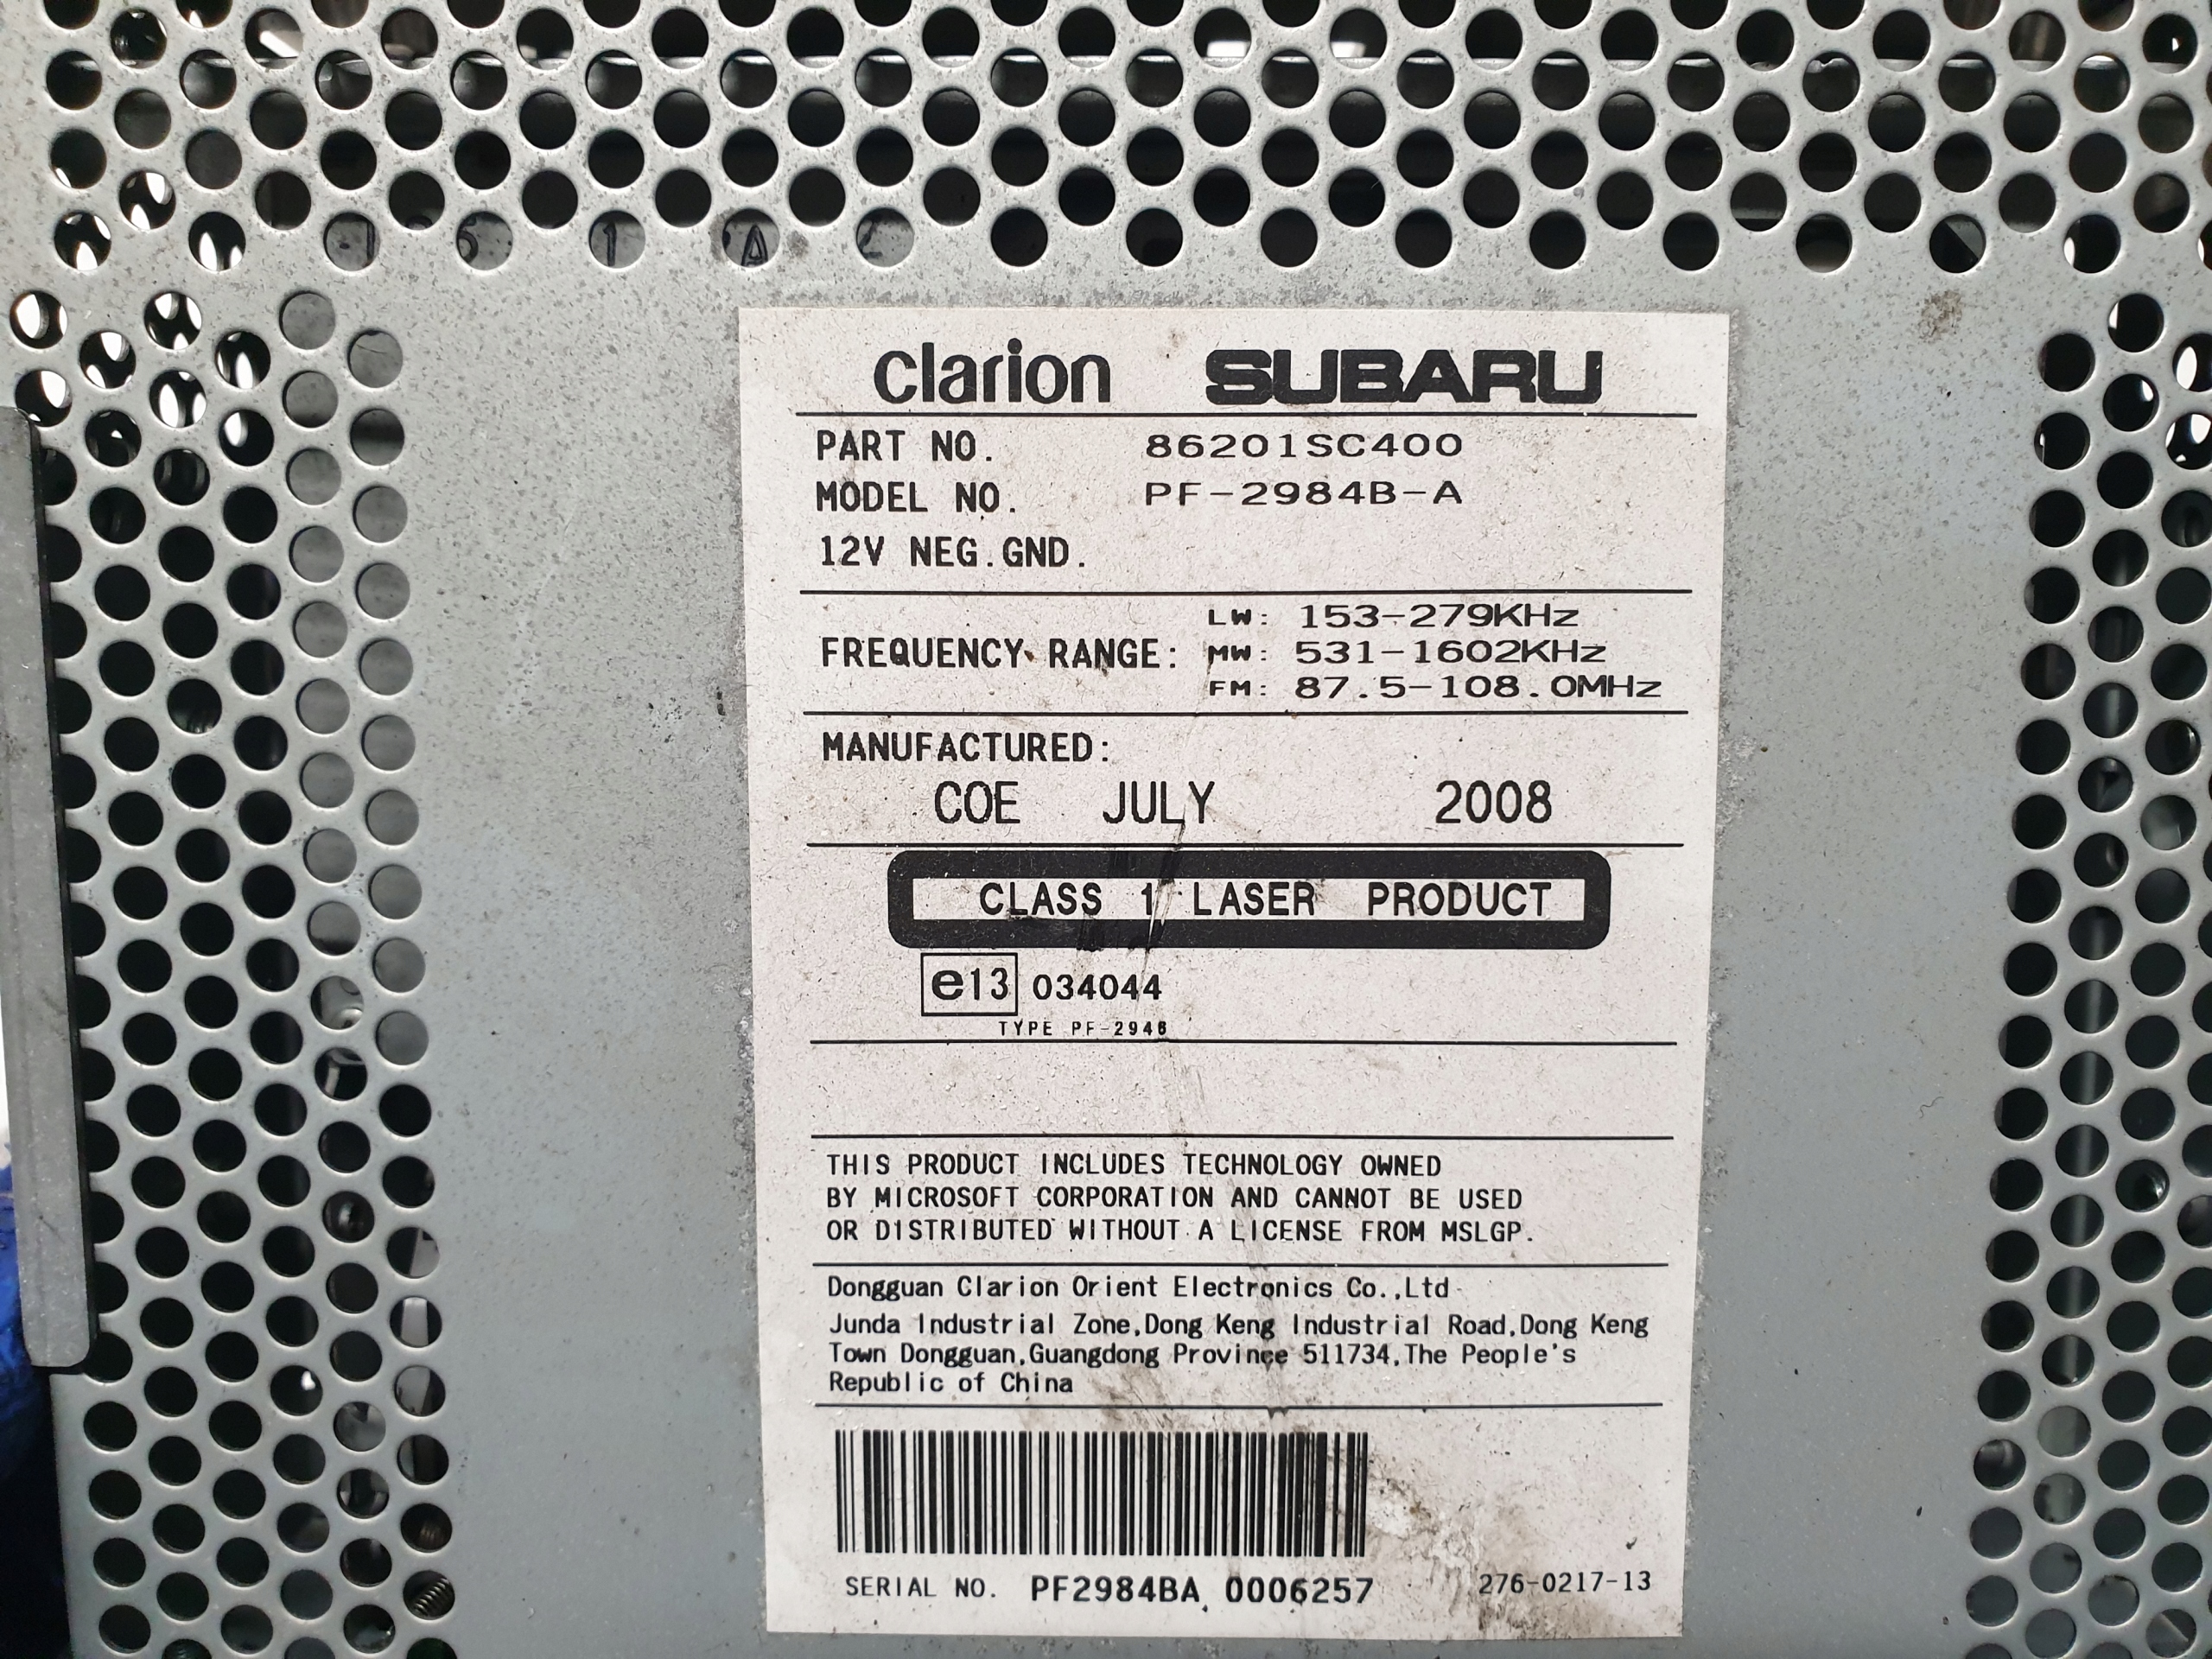 clarion SUBARU
PART NO. 86201SC400
MODEL NO. PF-2984B-A
12V NEG.GND.
FREQUENCY RANGE: LW: 153-279KHz
MW: 531-1602KHz
FM: 87.5-108.0MHz
MANUFACTURED:
COE JULY 2008
CLASS 1 LASER PRODUCT
e13 034044
TYPE PF-2946
THIS PRODUCT INCLUDES TECHNOLOGY OWNED
BY MICROSOFT CORPORATION AND CANNOT BE USED
OR DISTRIBUTED WITHOUT A LICENSE FROM MSLGP.
Dongguan Clarion Orient Electronics Co.,Ltd
Junda Industrial Zone,Dong Keng Industrial Road,Dong Keng
Town Dongguan,Guangdong Province 511734,The People's
Republic of China
SERIAL NO. PF2984BA 0006257
276-0217-13